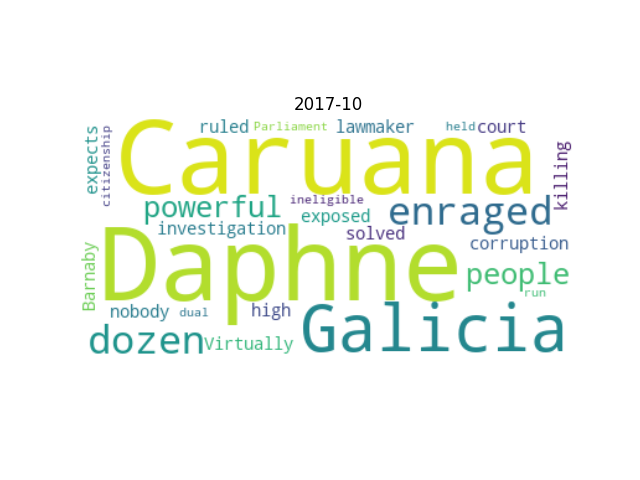 2017-10
ruled Parliament lawmaker held court
Caruana
expects
citizenship
killing
powerful ineligible enraged
exposed
investigation solved corruption
Daphne
Barnaby
people
run
nobody dual high Galicia
dozen Virtually